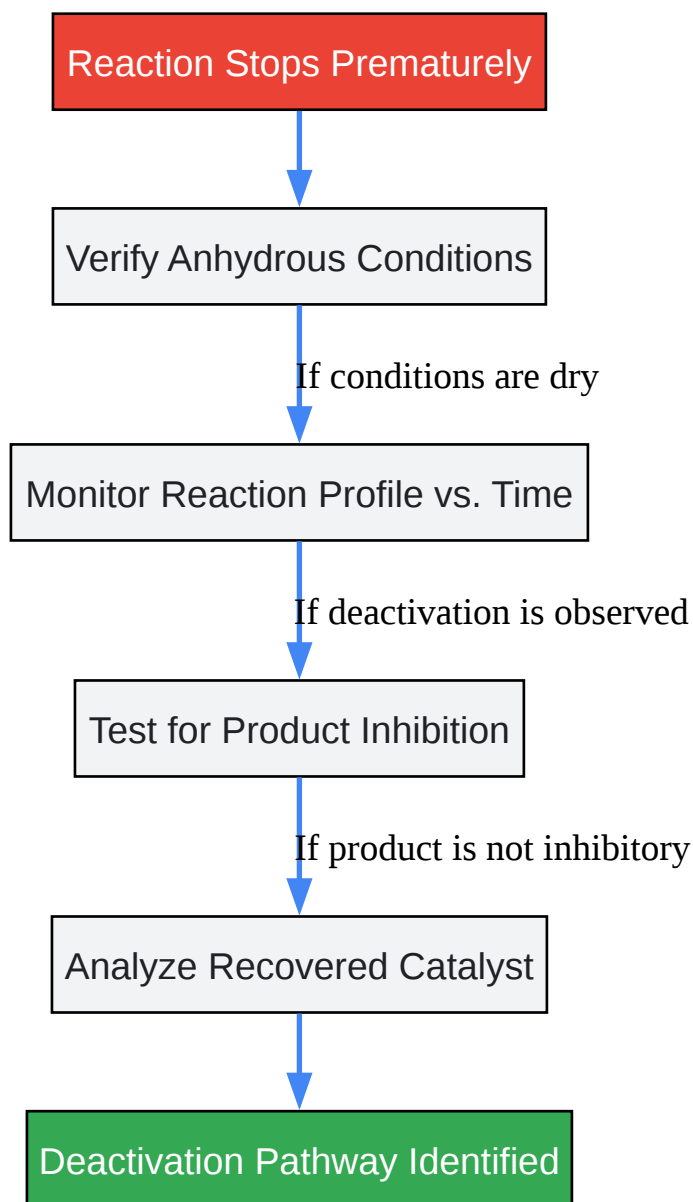 Reaction Stops Prematurely
Verify Anhydrous Conditions
If conditions are dry
Monitor Reaction Profile vs. Time
If deactivation is observed
Test for Product Inhibition
If product is not inhibitory
Analyze Recovered Catalyst
Deactivation Pathway Identified